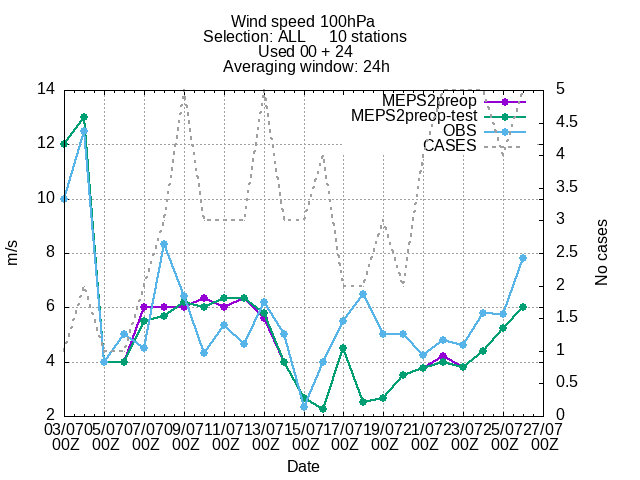 Wind speed 100hPa
Selection: ALL 10 stations
Used 00 + 24
Averaging window: 24h
MEPS2preop
MEPS2preop-test
OBS
CASES
14
12
10
8
6
4
2
m/s
5
4.5
4
3.5
3
2.5
2
1.5
1
0.5
0
No cases
03/07 05/07 07/07 09/07 11/07 13/07 15/07 17/07 19/07 21/07 23/07 25/07 27/07
00Z 00Z 00Z 00Z 00Z 00Z 00Z 00Z 00Z 00Z 00Z 00Z 00Z
Date